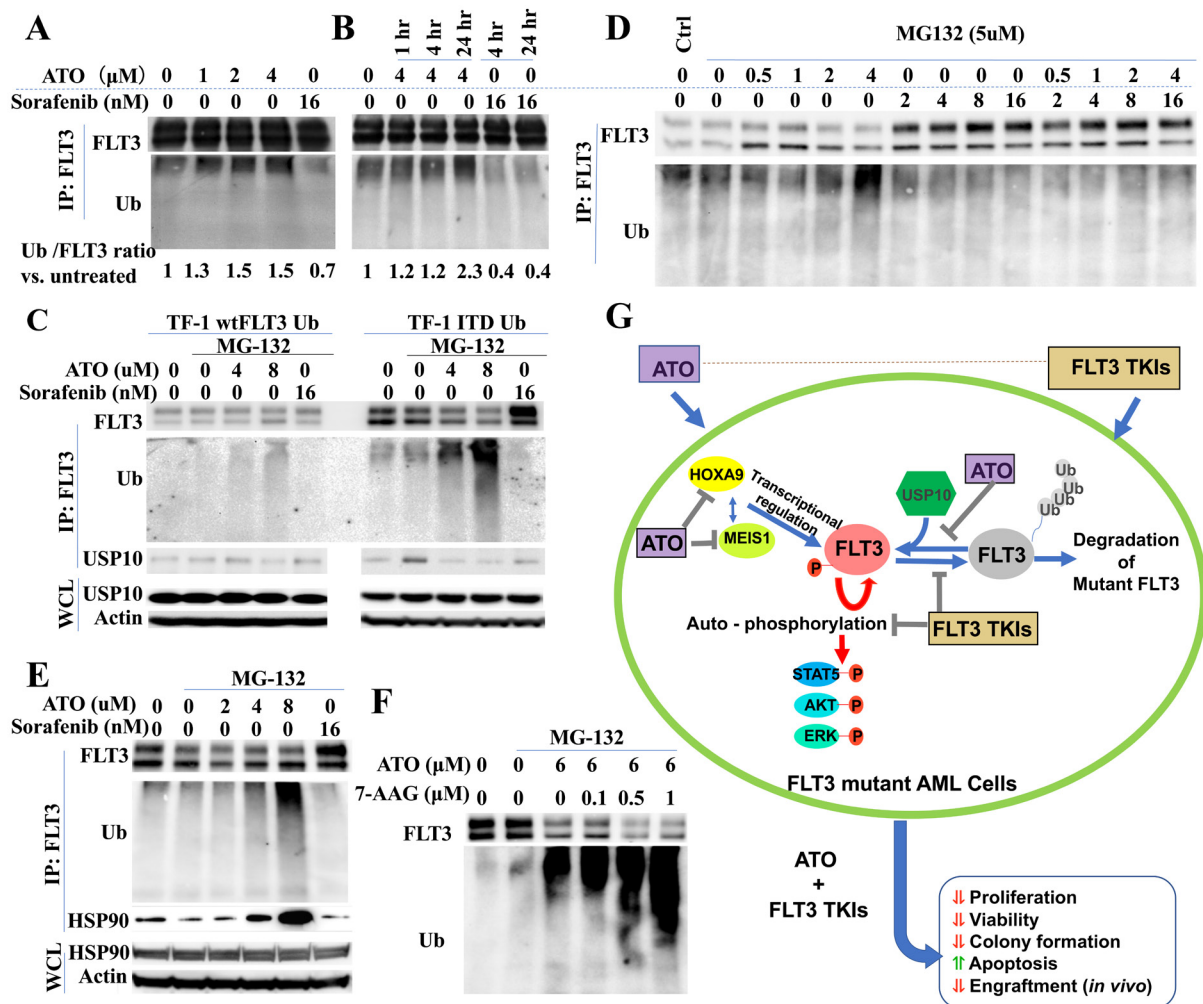 A
ATO (μM) 0 1 2 4 0
Sorafenib (nM) 0 0 0 0 16
IP: FLT3
FLT3
Ub
Ub /FLT3 ratio
vs. untreated
1 1.3 1.5 1.5 0.7
B
1 hr 4 hr 24 hr 4 hr 24 hr
0 4 4 4 0 0
0 0 0 0 16 16
1 1.2 1.2 2.3 0.4 0.4
D
Ctrl
MG132 (5uM)
0 0 0.5 1 2 4 0 0 0 0 0.5 1 2 4
0 0 0 0 0 0 2 4 8 16 2 4 8 16
IP: FLT3
FLT3
Ub
C
TF-1 wtFLT3 Ub
TF-1 ITD Ub
MG-132
MG-132
ATO (uM) 0 0 4 8 0 0 0 4 8 0
Sorafenib (nM) 0 0 0 0 16 0 0 0 0 16
IP: FLT3
FLT3
Ub
USP10
WCL
USP10
Actin
E
MG-132
ATO (uM) 0 0 2 4 8 0
Sorafenib (nM) 0 0 0 0 0 16
IP: FLT3
FLT3
Ub
HSP90
WCL
HSP90
Actin
F
MG-132
ATO (μM) 0 0 6 6 6 6
7-AAG (μM) 0 0 0 0.1 0.5 1
FLT3
Ub
G
ATO
FLT3 TKIs
HOXA9
MEIS1
ATO
Transcriptional
regulation
USP10
ATO
Ub
Ub
Ub
Ub
FLT3
P
FLT3
Degradation
of
Mutant FLT3
Auto - phosphorylation
FLT3 TKIs
STAT5 P
AKT P
ERK P
FLT3 mutant AML Cells
ATO
+
FLT3 TKIs
⇓ Proliferation
⇓ Viability
⇓ Colony formation
⇑ Apoptosis
⇓ Engraftment (in vivo)